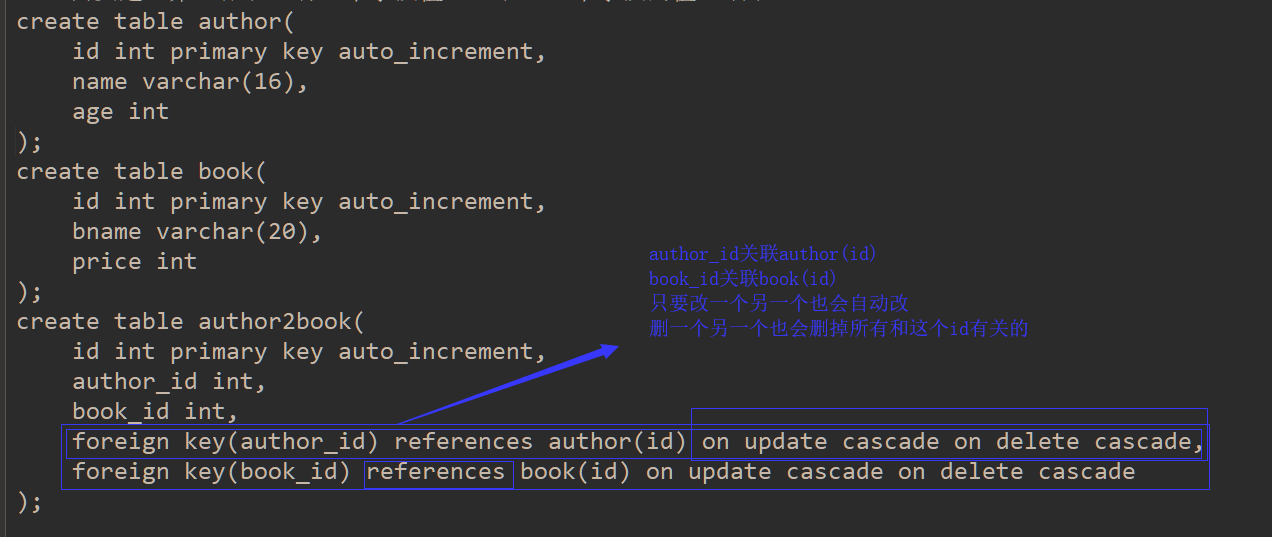 create table author(
id int primary key auto_increment,
name varchar(16),
age int
);
create table book(
id int primary key auto_increment,
bname varchar(20),
price int
);
create table author2book(
id int primary key auto_increment,
author_id int,
book_id int,
foreign key(author_id) references author(id) on update cascade on delete cascade,
foreign key(book_id) references book(id) on update cascade on delete cascade
);
author_id关联author(id)
book_id关联book(id)
只要改一个另一个也会自动改
删一个另一个也会删掉所有和这个id有关的